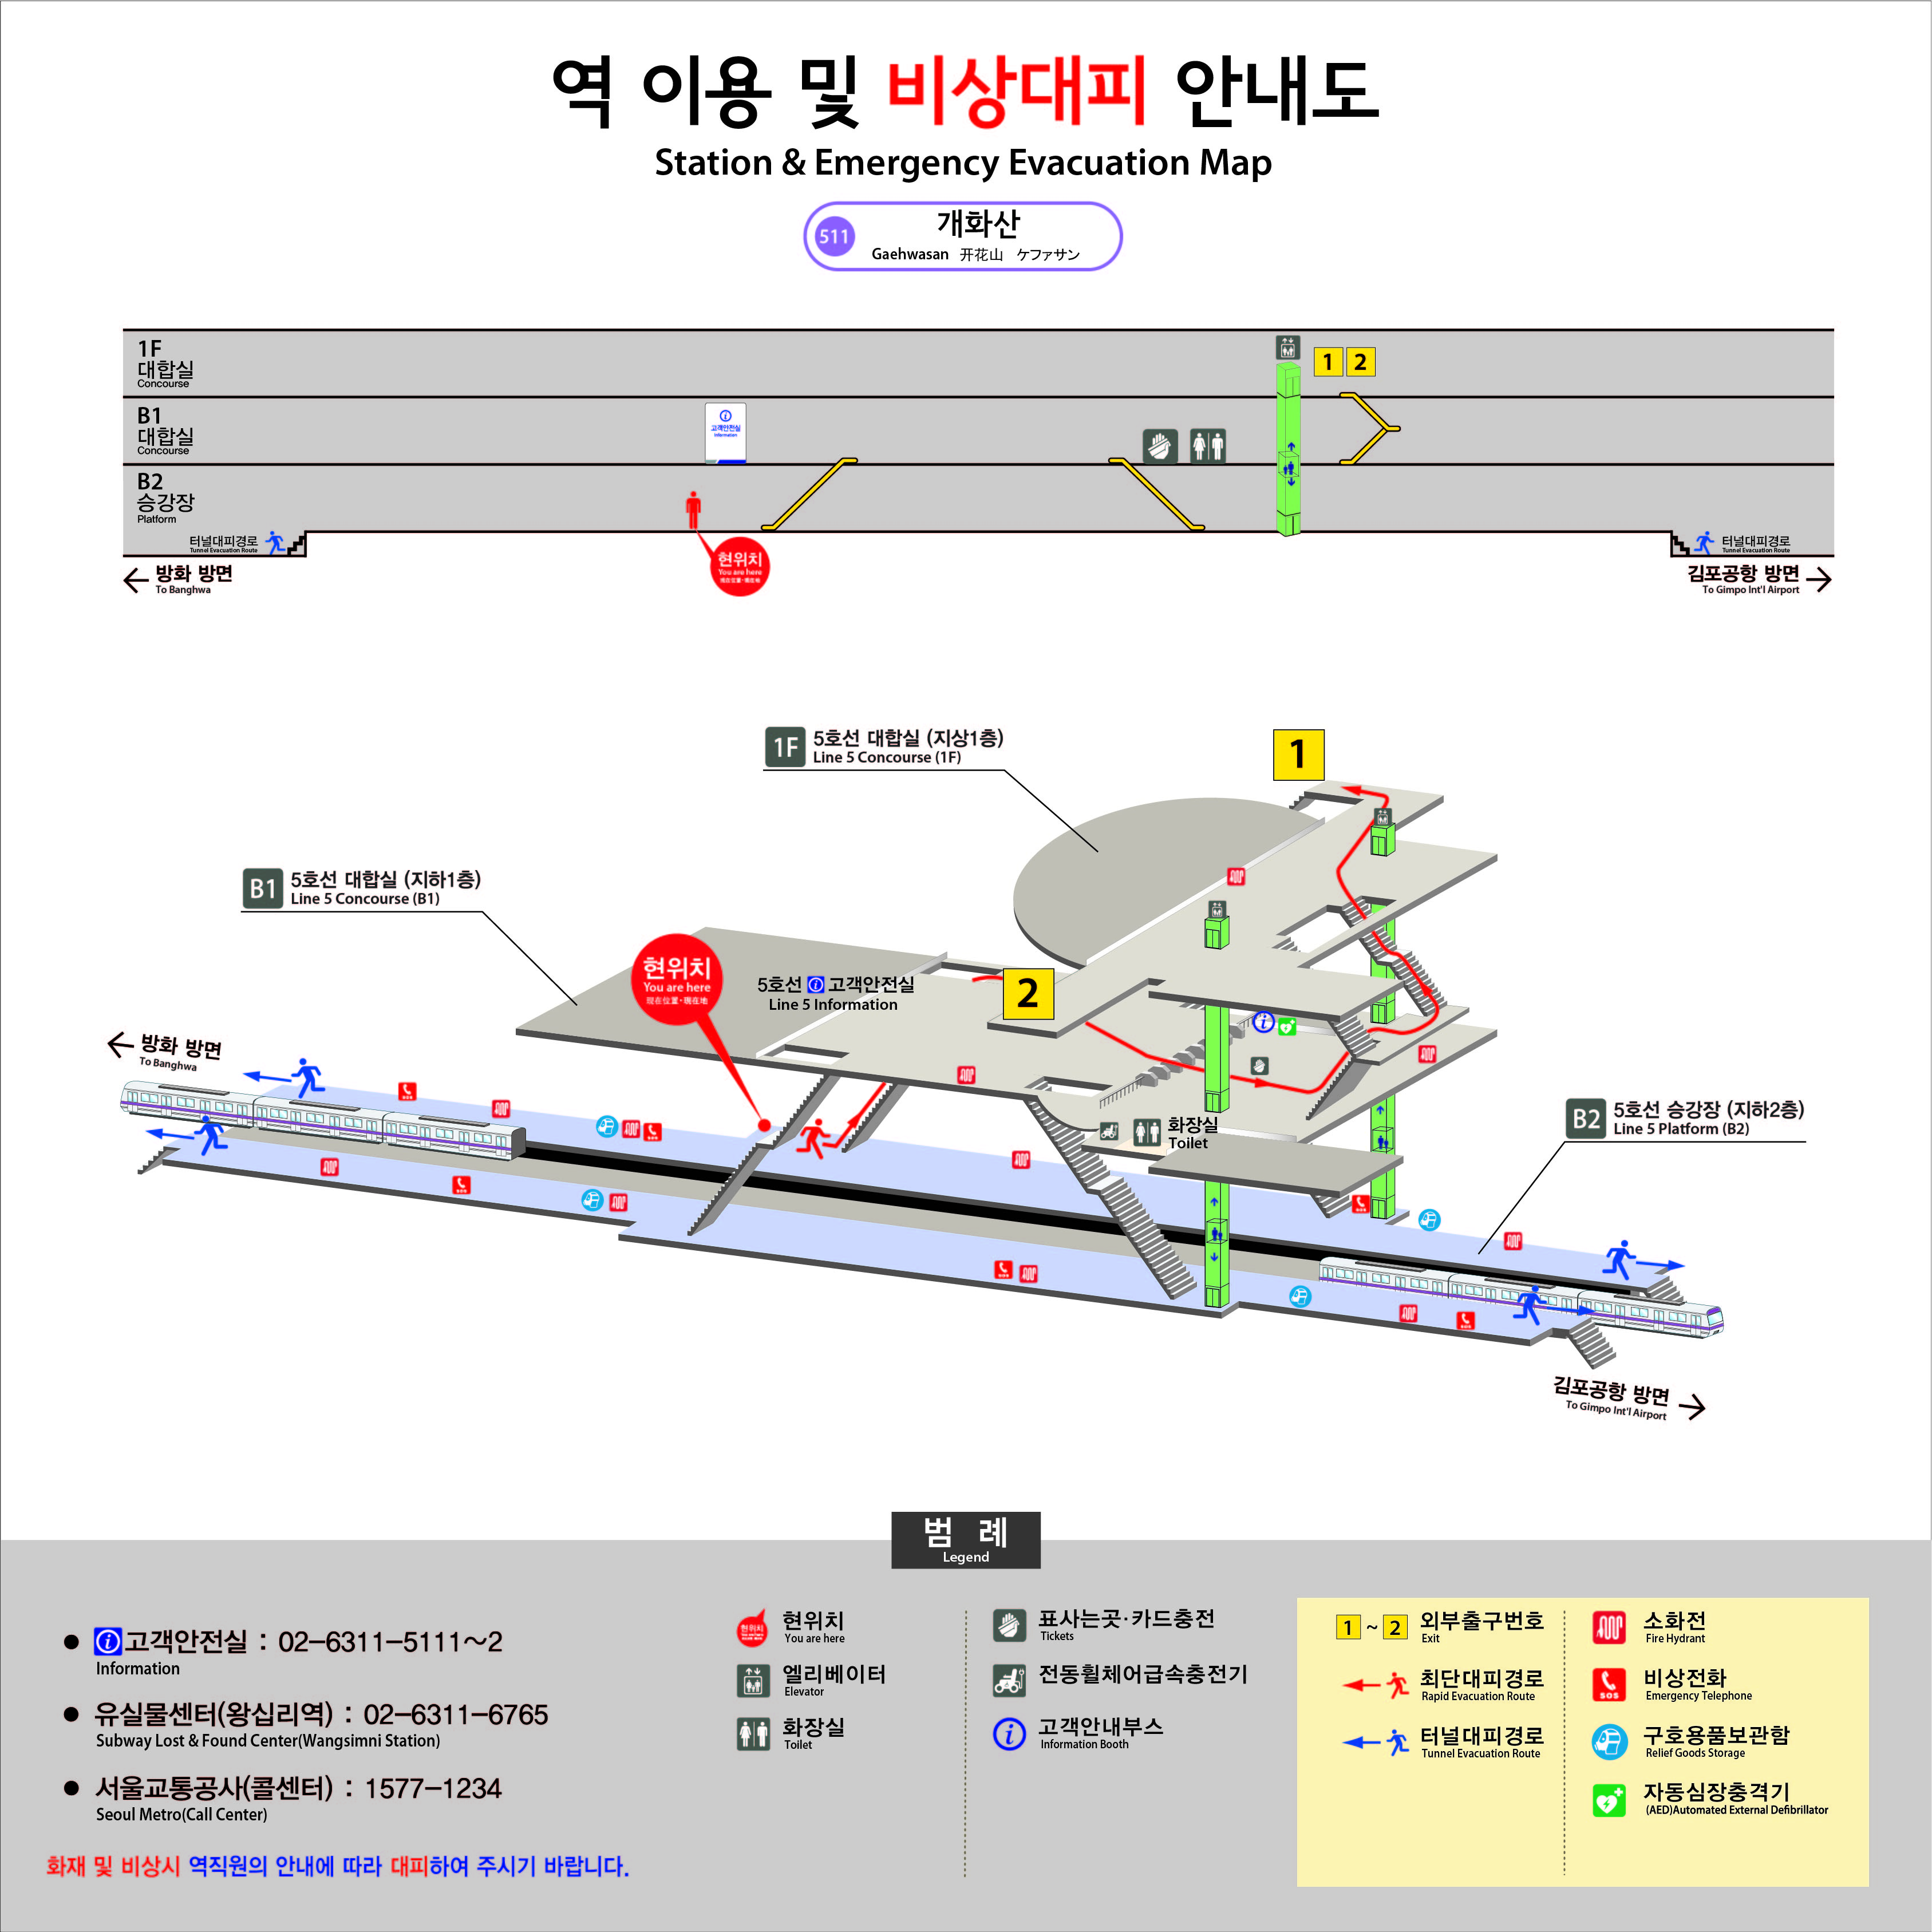 역 이용 및 비상대피 안내도
Station & Emergency Evacuation Map
511
개화산
Gaehwasan 开花山 ケファサン
1F
대합실
Concourse
1 2
B1
대합실
Concourse
고객안전실
Information
B2
승강장
Platform
터널대피경로
Tunnel Evacuation Route
터널대피경로
Tunnel Evacuation Route
현위치
You are here
現在位置·現在地
방화 방면
To Banghwa
김포공항 방면
To Gimpo Int'l Airport
1F 5호선 대합실 (지상1층)
Line 5 Concourse (1F)
1
B1 5호선 대합실 (지하1층)
Line 5 Concourse (B1)
현위치
You are here
現在位置·現在地
5호선 고객안전실
Line 5 Information
2
방화 방면
To Banghwa
화장실
Toilet
B2 5호선 승강장 (지하2층)
Line 5 Platform (B2)
김포공항 방면
To Gimpo Int'l Airport
범 례
Legend
● 고객안전실 : 02-6311-5111~2
Information
● 유실물센터(왕십리역) : 02-6311-6765
Subway Lost & Found Center(Wangsimni Station)
● 서울교통공사(콜센터) : 1577-1234
Seoul Metro(Call Center)
화재 및 비상시 역직원의 안내에 따라 대피하여 주시기 바랍니다.
현위치
You are here
엘리베이터
Elevator
화장실
Toilet
표사는곳·카드충전
Tickets
전동휠체어급속충전기
고객안내부스
Information Booth
1 ~ 2 외부출구번호
Exit
최단대피경로
Rapid Evacuation Route
터널대피경로
Tunnel Evacuation Route
소화전
Fire Hydrant
SOS
비상전화
Emergency Telephone
구호용품보관함
Relief Goods Storage
자동심장충격기
(AED)Automated External Defibrillator